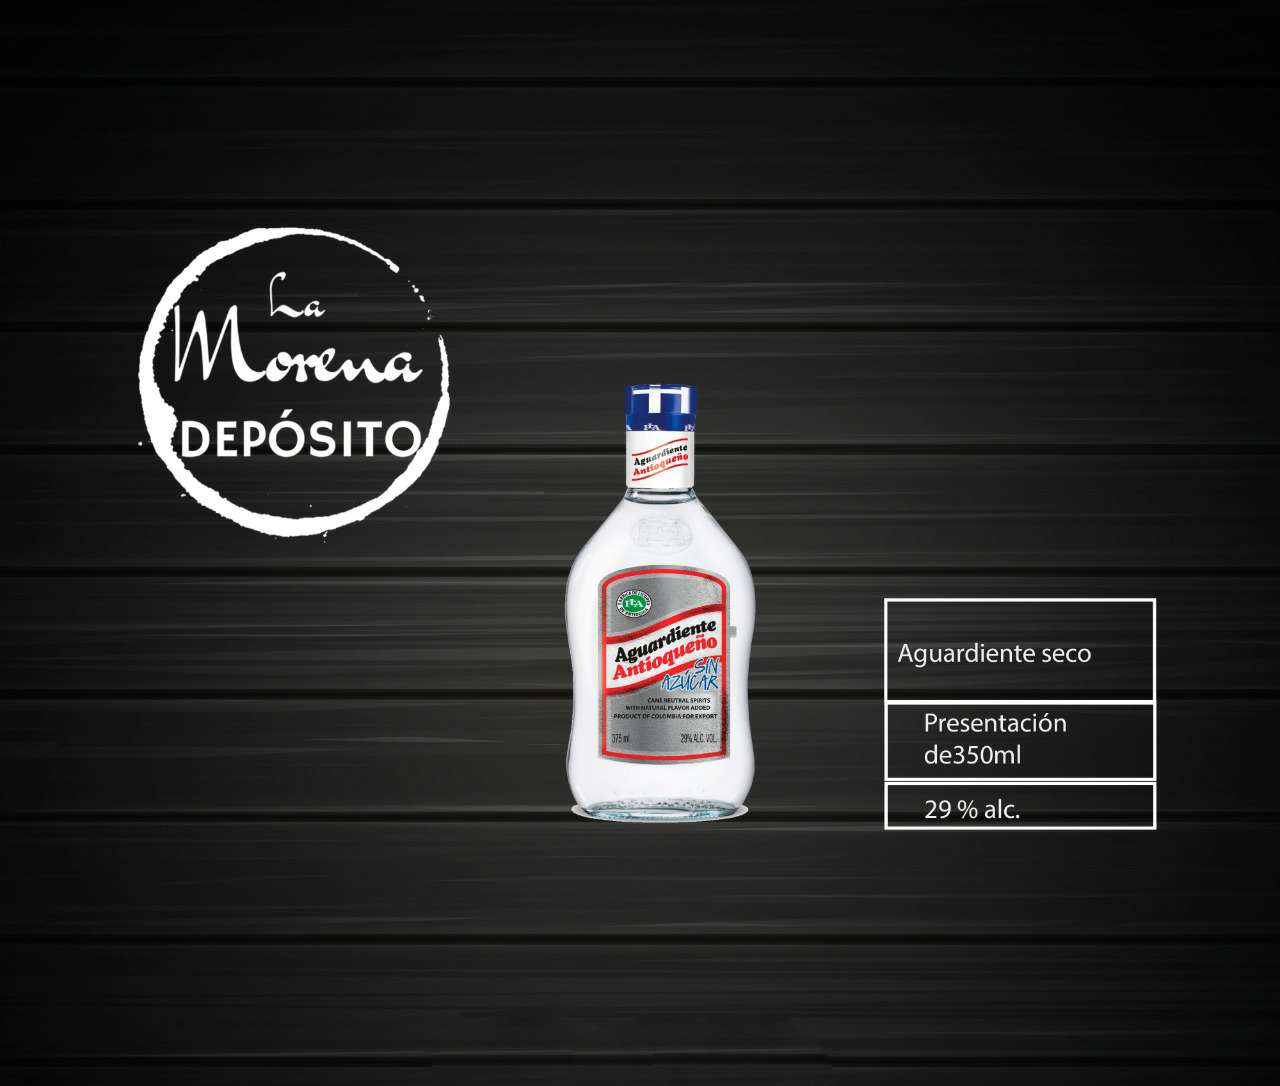 La
Morena
DEPÓSITO
FTA
Aguardiente
Antioqueño
Aguardiente
Antioqueño
SIN
AZÚCAR
CANE NEUTRAL SPIRITS
WITH NATURAL FLAVOR ADDED
PRODUCT OF COLOMBIA FOR EXPORT
375 ml.
29% ALC. VOL.
Aguardiente seco
Presentación
de350ml
29 % alc.